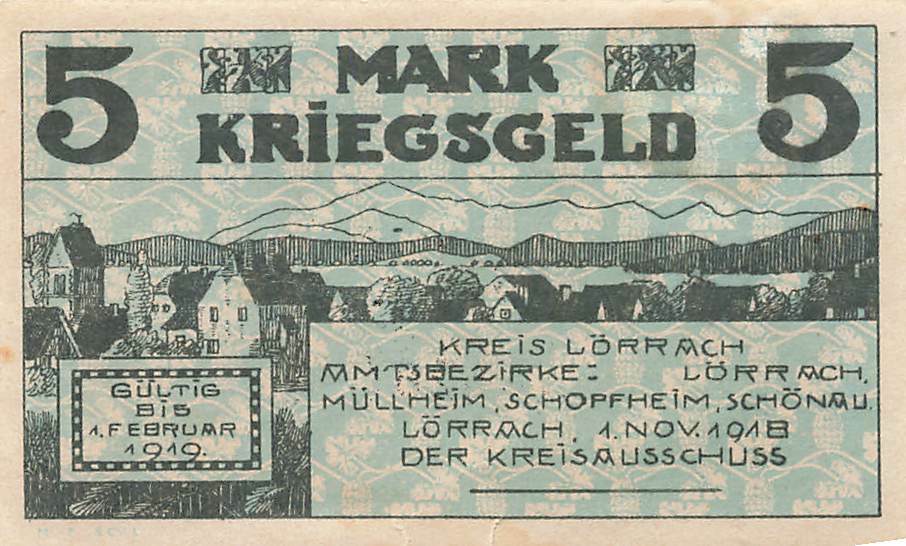 5 MARK 5
KRIEGSGELD
KREIS LÖRRACH
AMTSBEZIRKE: LÖRRACH,
MÜLLHEIM, SCHOPFHEIM, SCHÖNAU.
LÖRRACH, 1. NOV. 1918
DER KREISAUSSCHUSS
GÜLTIG
BIS
1. FEBRUAR
1919.